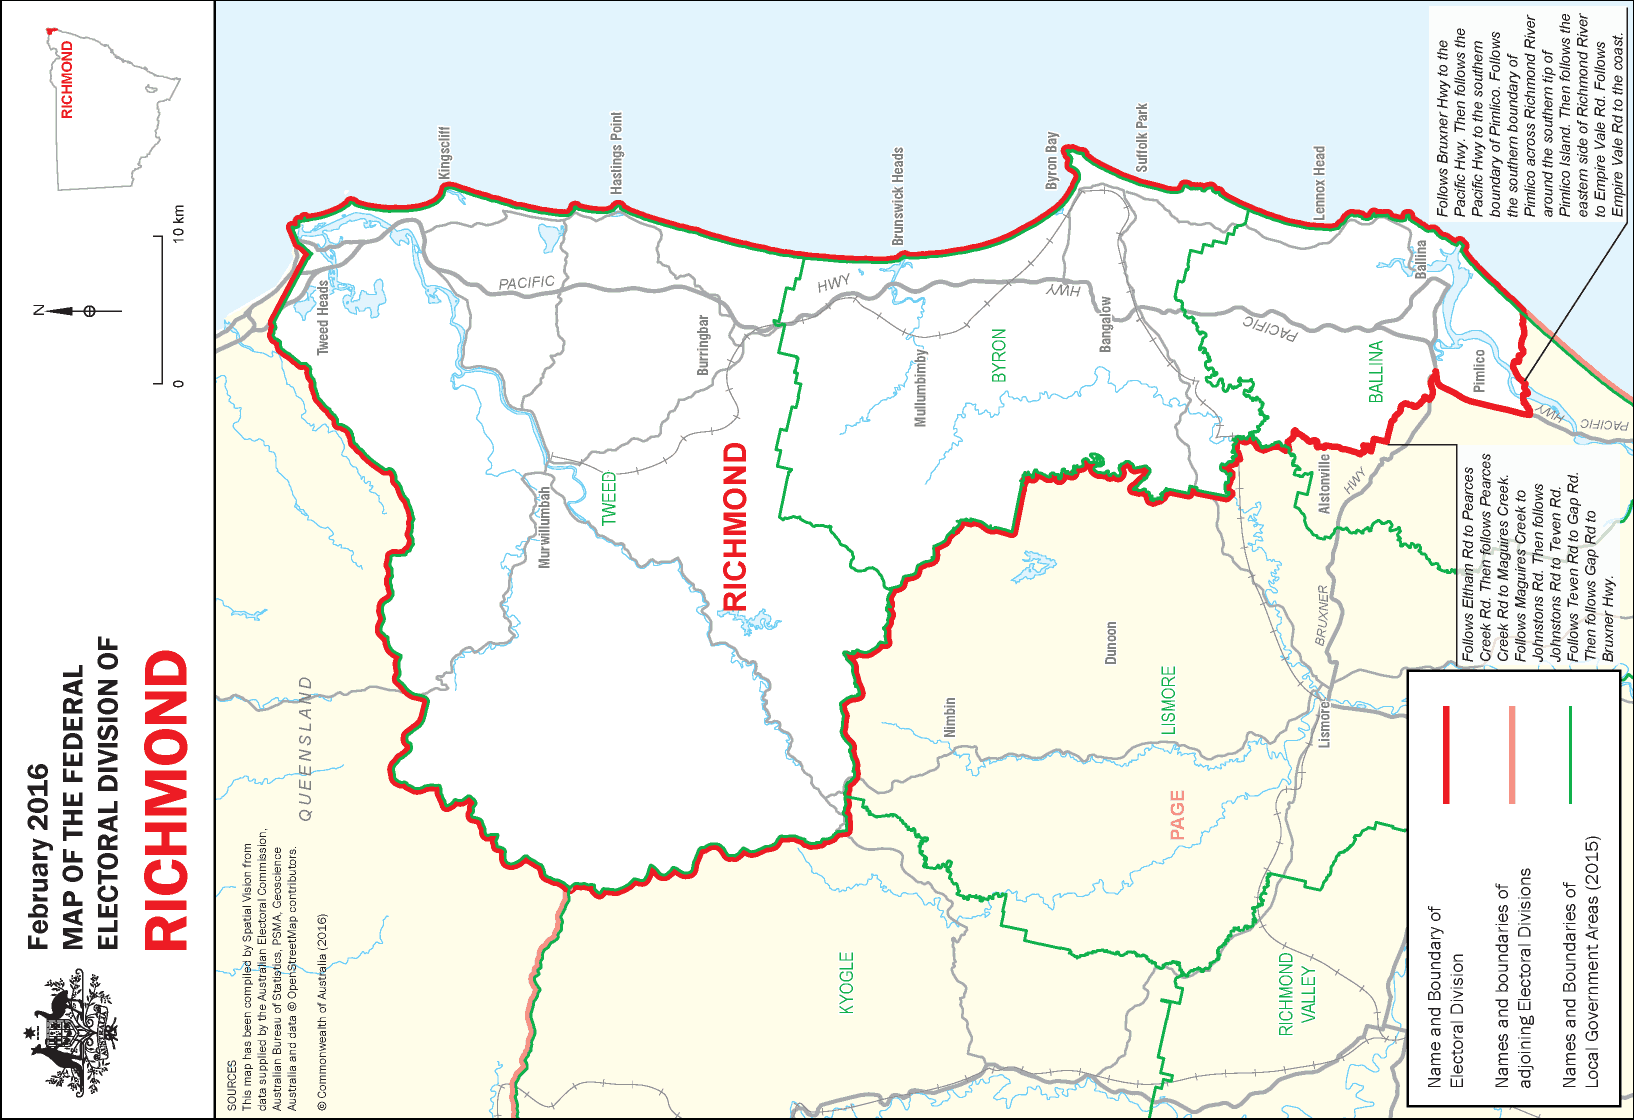 February 2016
MAP OF THE FEDERAL
ELECTORAL DIVISION OF
RICHMOND
N
0
10 km
RICHMOND
SOURCES
This map has been compiled by Spatial Vision from
data supplied by the Australian Electoral Commission,
Australian Bureau of Statistics, PSMA, Geoscience
Australia and data © OpenStreetMap contributors.
© Commonwealth of Australia (2016)
QUEENSLAND
Tweed Heads
Kingscliff
Hastings Point
PACIFIC
Burringbar
Murwillumbah
TWEED
RICHMOND
HWY
Brunswick Heads
Mullumbimby
BYRON
Byron Bay
Suffolk Park
HWY
Bangalow
PACIFIC
Lennox Head
BALLINA
Ballina
Pimlico
HWY
PACIFIC
Alstonville
HWY
BRUXNER
Dunoon
LISMORE
Nimbin
Lismore
PAGE
KYOGLE
RICHMOND
VALLEY
Follows Bruxner Hwy to the
Pacific Hwy. Then follows the
Pacific Hwy to the southern
boundary of Pimlico. Follows
the southern boundary of
Pimlico across Richmond River
around the southern tip of
Pimlico Island. Then follows the
eastern side of Richmond River
to Empire Vale Rd. Follows
Empire Vale Rd to the coast.
Follows Eltham Rd to Pearces
Creek Rd. Then follows Pearces
Creek Rd to Maguires Creek.
Follows Maguires Creek to
Johnstons Rd. Then follows
Johnstons Rd to Teven Rd.
Follows Teven Rd to Gap Rd.
Then follows Gap Rd to
Bruxner Hwy.
Name and Boundary of
Electoral Division
Names and boundaries of
adjoining Electoral Divisions
Names and Boundaries of
Local Government Areas (2015)